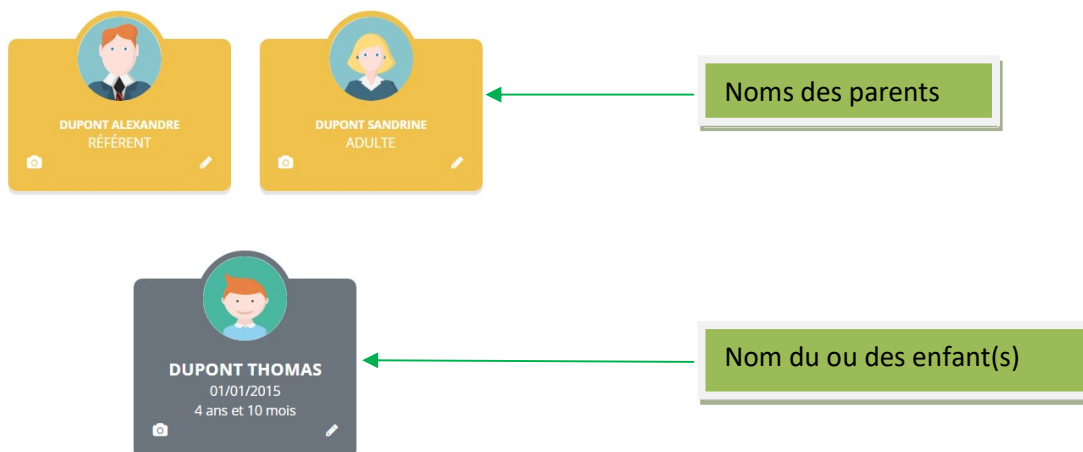 DUPONT ALEXANDRE
RÉFÉRENT
DUPONT SANDRINE
ADULTE
Noms des parents
DUPONT THOMAS
01/01/2015
4 ans et 10 mois
Nom du ou des enfant(s)